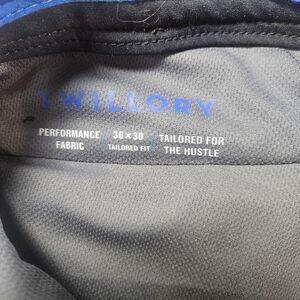 TWILLORY
PERFORMANCE FABRIC
36×30 TAILORED FIT
TAILORED FOR THE HUSTLE